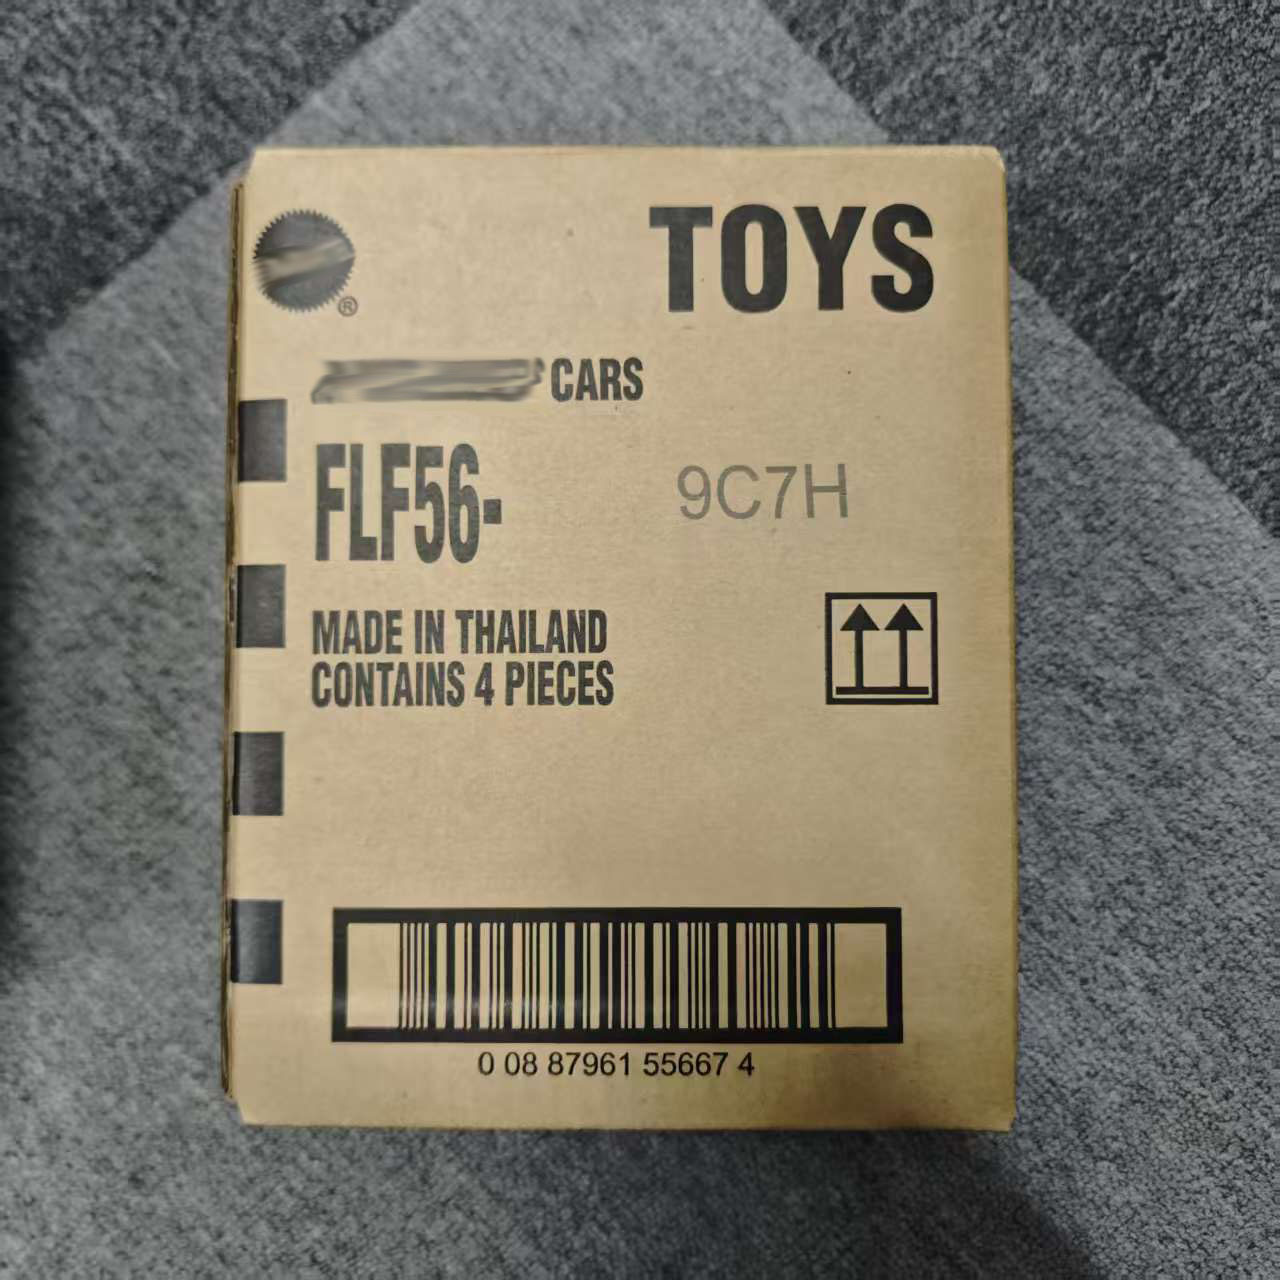 TOYS
®
CARS
FLF56- 9C7H
MADE IN THAILAND
CONTAINS 4 PIECES
0 08 87961 55667 4